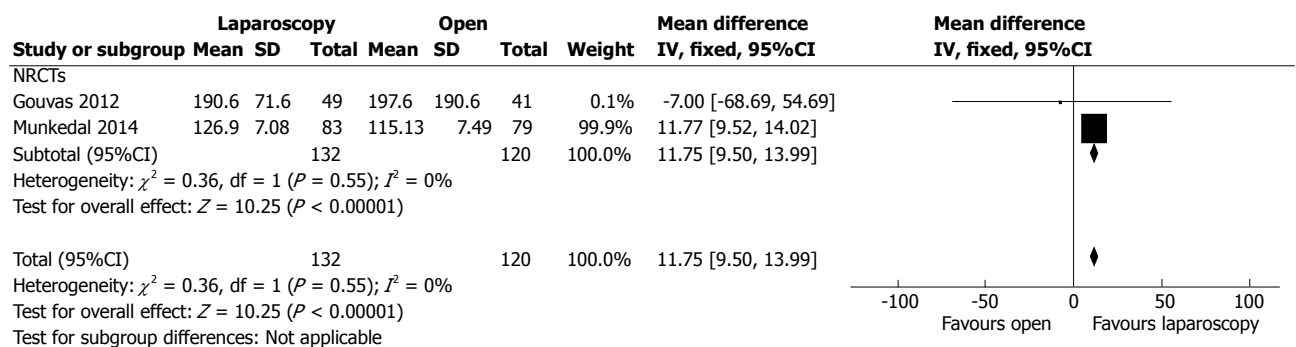 Laparoscopy Open Mean difference Mean difference
Study or subgroup Mean SD Total Mean SD Total Weight IV, fixed, 95%CI IV, fixed, 95%CI
NRCTs
Gouvas 2012 190.6 71.6 49 197.6 190.6 41 0.1% -7.00 [-68.69, 54.69]
Munkedal 2014 126.9 7.08 83 115.13 7.49 79 99.9% 11.77 [9.52, 14.02]
Subtotal (95%CI) 132 120 100.0% 11.75 [9.50, 13.99]
Heterogeneity: χ² = 0.36, df = 1 (P = 0.55); I² = 0%
Test for overall effect: Z = 10.25 (P < 0.00001)
Total (95%CI) 132 120 100.0% 11.75 [9.50, 13.99]
Heterogeneity: χ² = 0.36, df = 1 (P = 0.55); I² = 0%
Test for overall effect: Z = 10.25 (P < 0.00001)
Test for subgroup differences: Not applicable
-100 -50 0 50 100
Favours open Favours laparoscopy